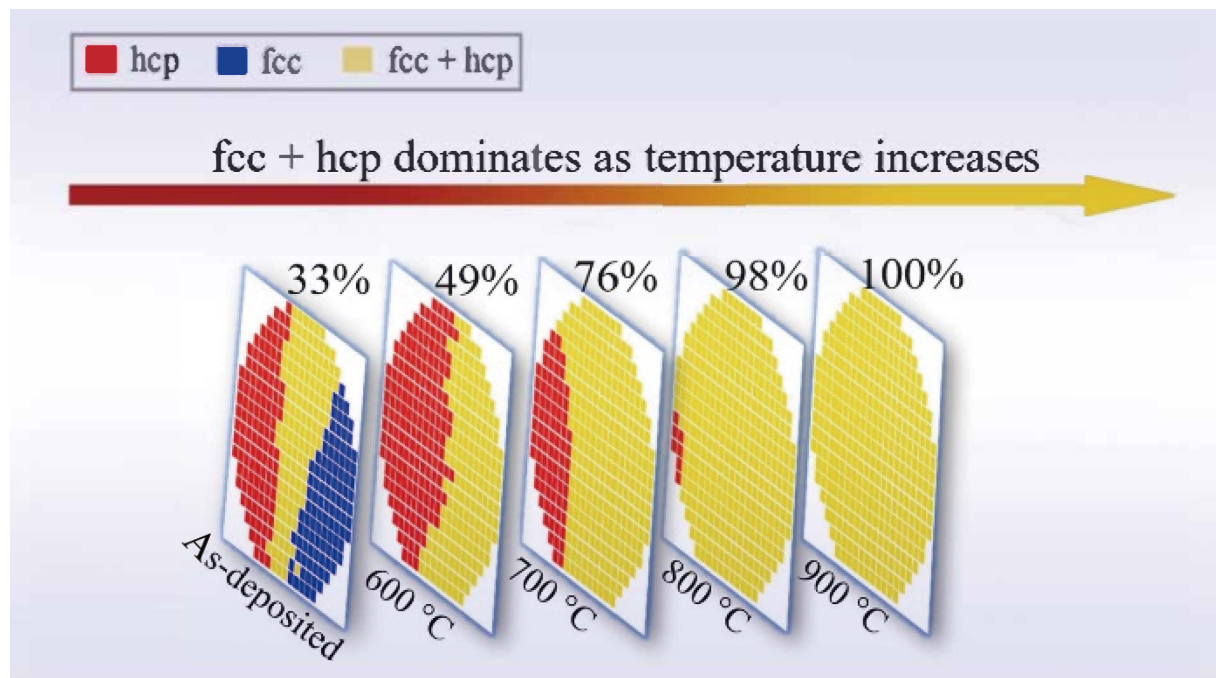 hcp fcc fcc + hcp
fcc + hcp dominates as temperature increases
33% 49% 76% 98% 100%
As-deposited 600 °C 700 °C 800 °C 900 °C